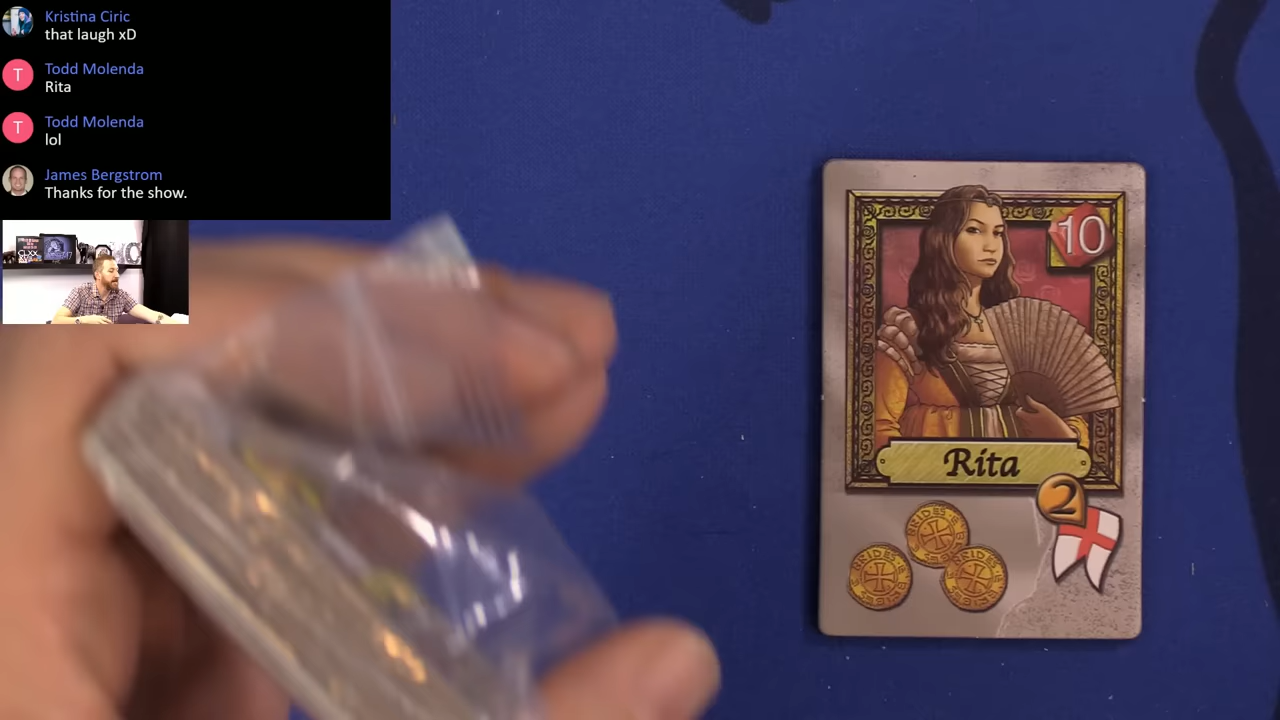 Kristina Ciric
that laugh xD
T
Todd Molenda
Rita
T
Todd Molenda
lol
James Bergstrom
Thanks for the show.
10
Rita
2